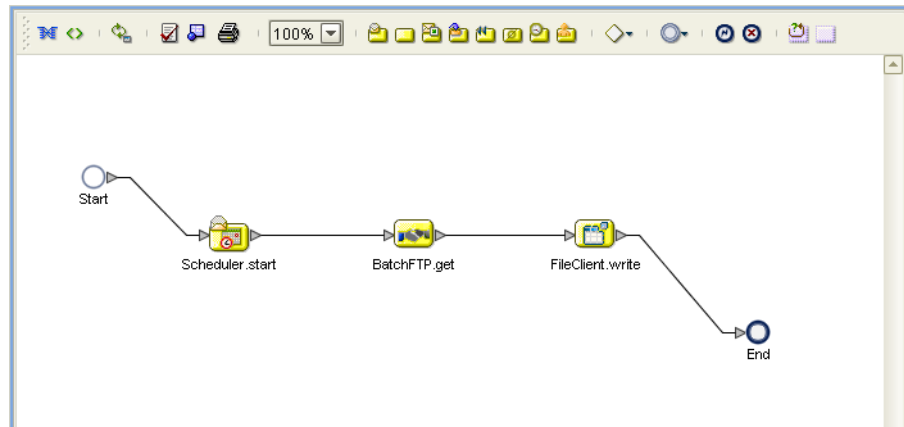 100%
Start
Scheduler.start
BatchFTP.get
FileClient.write
End